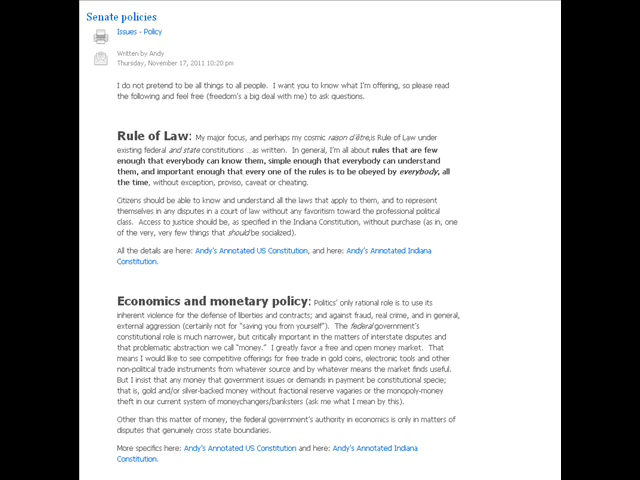 Senate policies
Issues - Policy
Written by Andy
Thursday, November 17, 2011 10:20 pm
I do not pretend to be all things to all people.  I want you to know what I'm offering, so please read
the following and feel free (freedom's a big deal with me) to ask questions.
Rule of Law: My major focus, and perhaps my cosmic raison d'être,is Rule of Law under
existing federal and state constitutions ...as written.  In general, I'm all about rules that are few
enough that everybody can know them, simple enough that everybody can understand
them, and important enough that every one of the rules is to be obeyed by everybody, all
the time, without exception, proviso, caveat or cheating.
Citizens should be able to know and understand all the laws that apply to them, and to represent
themselves in any disputes in a court of law without any favoritism toward the professional political
class.  Access to justice should be, as specified in the Indiana Constitution, without purchase (as in, one
of the very, very few things that should be socialized).
All the details are here: Andy's Annotated US Constitution, and here: Andy's Annotated Indiana
Constitution.
Economics and monetary policy: Politics' only rational role is to use its
inherent violence for the defense of liberties and contracts; and against fraud, real crime, and in general,
external aggression (certainly not for "saving you from yourself").  The federal government's
constitutional role is much narrower, but critically important in the matters of interstate disputes and
that problematic abstraction we call "money."  I greatly favor a free and open money market.  That
means I would like to see competitive offerings for free trade in gold coins, electronic tools and other
non-political trade instruments from whatever source and by whatever means the market finds useful.
But I insist that any money that government issues or demands in payment be constitutional specie;
that is, gold and/or silver-backed money without fractional reserve vagaries or the monopoly-money
theft in our current system of moneychangers/banksters (ask me what I mean by this).
Other than this matter of money, the federal government's authority in economics is only in matters of
disputes that genuinely cross state boundaries.
More specifics here: Andy's Annotated US Constitution and here: Andy's Annotated Indiana
Constitution.